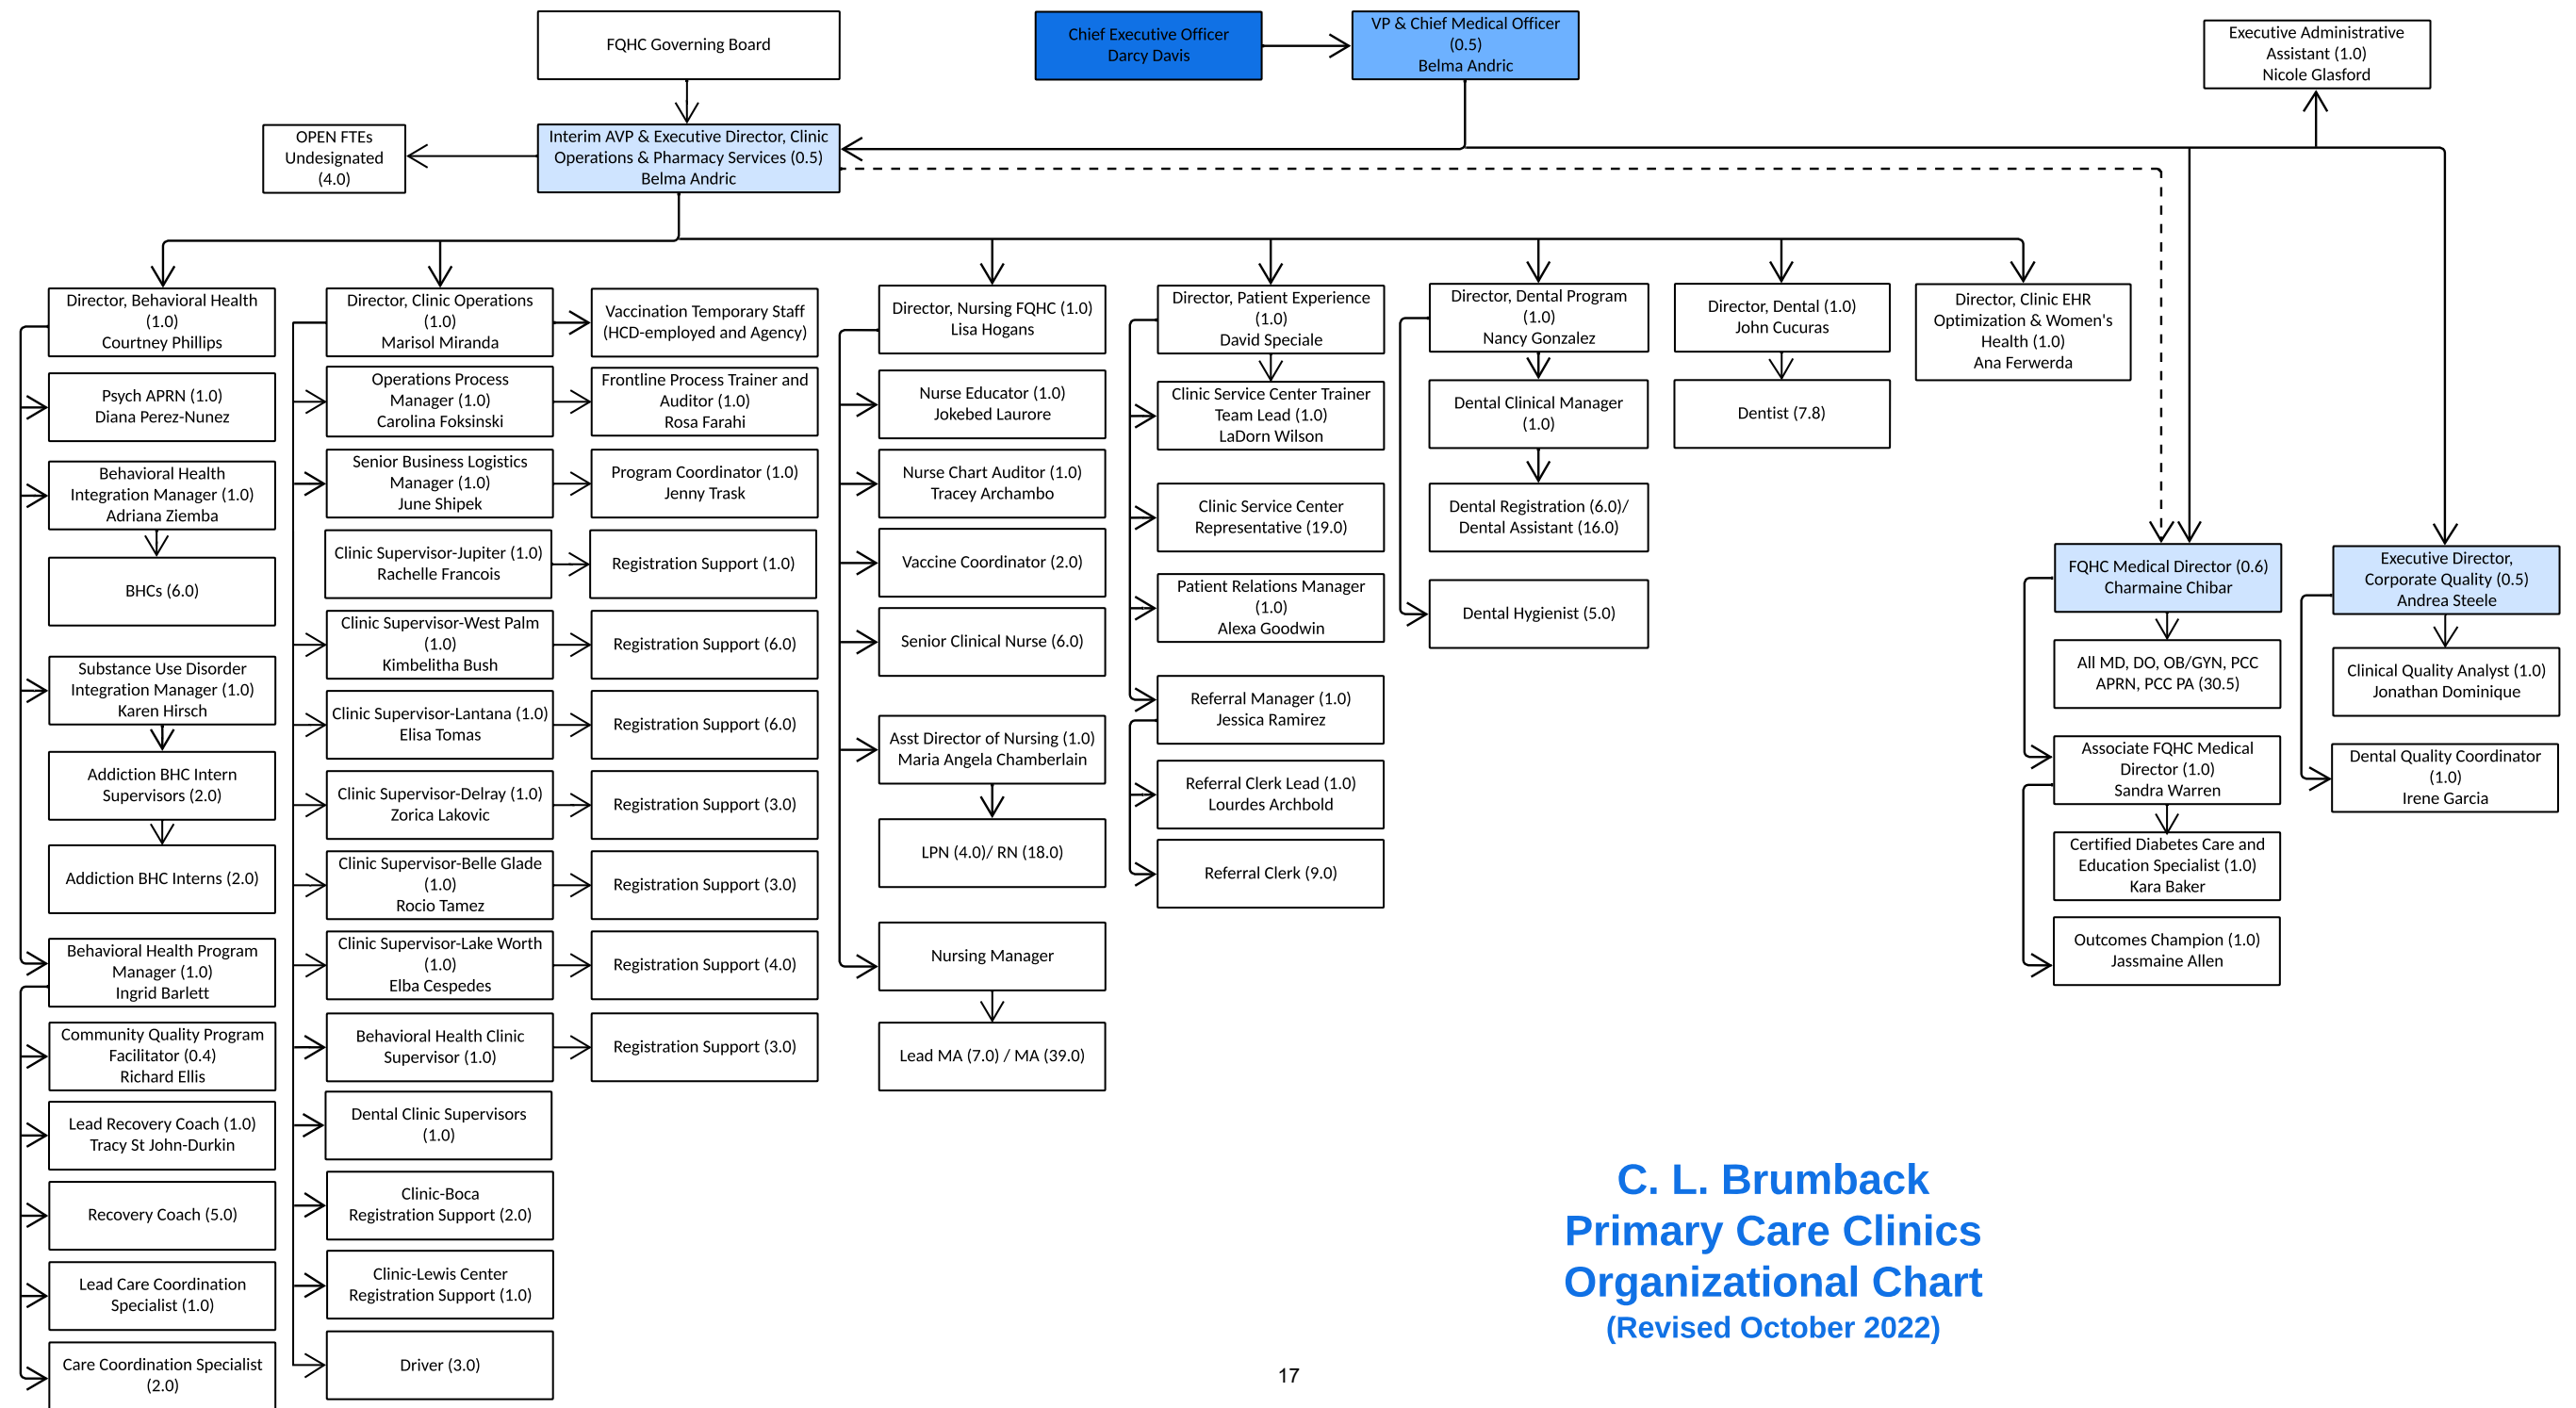 FQHC Governing Board
Chief Executive Officer
Darcy Davis
VP & Chief Medical Officer
(0.5)
Belma Andric
Executive Administrative
Assistant (1.0)
Nicole Glasford
OPEN FTEs
Undesignated
(4.0)
Interim AVP & Executive Director, Clinic
Operations & Pharmacy Services (0.5)
Belma Andric
Director, Behavioral Health
(1.0)
Courtney Phillips
Psych APRN (1.0)
Diana Perez-Nunez
Behavioral Health
Integration Manager (1.0)
Adriana Ziemba
BHCs (6.0)
Substance Use Disorder
Integration Manager (1.0)
Karen Hirsch
Addiction BHC Intern
Supervisors (2.0)
Addiction BHC Interns (2.0)
Behavioral Health Program
Manager (1.0)
Ingrid Barlett
Community Quality Program
Facilitator (0.4)
Richard Ellis
Lead Recovery Coach (1.0)
Tracy St John-Durkin
Recovery Coach (5.0)
Lead Care Coordination
Specialist (1.0)
Care Coordination Specialist
(2.0)
Director, Clinic Operations
(1.0)
Marisol Miranda
Vaccination Temporary Staff
(HCD-employed and Agency)
Operations Process
Manager (1.0)
Carolina Foksinski
Frontline Process Trainer and
Auditor (1.0)
Rosa Farahi
Senior Business Logistics
Manager (1.0)
June Shipek
Program Coordinator (1.0)
Jenny Trask
Clinic Supervisor-Jupiter (1.0)
Rachelle Francois
Registration Support (1.0)
Clinic Supervisor-West Palm
(1.0)
Kimbelitha Bush
Registration Support (6.0)
Clinic Supervisor-Lantana (1.0)
Elisa Tomas
Registration Support (6.0)
Clinic Supervisor-Delray (1.0)
Zorica Lakovic
Registration Support (3.0)
Clinic Supervisor-Belle Glade
(1.0)
Rocio Tamez
Registration Support (3.0)
Clinic Supervisor-Lake Worth
(1.0)
Elba Cespedes
Registration Support (4.0)
Behavioral Health Clinic
Supervisor (1.0)
Registration Support (3.0)
Dental Clinic Supervisors
(1.0)
Clinic-Boca
Registration Support (2.0)
Clinic-Lewis Center
Registration Support (1.0)
Driver (3.0)
Director, Nursing FQHC (1.0)
Lisa Hogans
Nurse Educator (1.0)
Jokebed Laurore
Nurse Chart Auditor (1.0)
Tracey Archambo
Vaccine Coordinator (2.0)
Senior Clinical Nurse (6.0)
Asst Director of Nursing (1.0)
Maria Angela Chamberlain
LPN (4.0)/ RN (18.0)
Nursing Manager
Lead MA (7.0) / MA (39.0)
Director, Patient Experience
(1.0)
David Speciale
Clinic Service Center Trainer
Team Lead (1.0)
LaDorn Wilson
Clinic Service Center
Representative (19.0)
Patient Relations Manager
(1.0)
Alexa Goodwin
Referral Manager (1.0)
Jessica Ramirez
Referral Clerk Lead (1.0)
Lourdes Archbold
Referral Clerk (9.0)
Director, Dental Program
(1.0)
Nancy Gonzalez
Dental Clinical Manager
(1.0)
Dental Registration (6.0)/
Dental Assistant (16.0)
Dental Hygienist (5.0)
Director, Dental (1.0)
John Cucuras
Dentist (7.8)
Director, Clinic EHR
Optimization & Women's
Health (1.0)
Ana Ferwerda
FQHC Medical Director (0.6)
Charmaine Chibar
All MD, DO, OB/GYN, PCC
APRN, PCC PA (30.5)
Associate FQHC Medical
Director (1.0)
Sandra Warren
Certified Diabetes Care and
Education Specialist (1.0)
Kara Baker
Outcomes Champion (1.0)
Jassmaine Allen
Executive Director,
Corporate Quality (0.5)
Andrea Steele
Clinical Quality Analyst (1.0)
Jonathan Dominique
Dental Quality Coordinator
(1.0)
Irene Garcia
C. L. Brumback
Primary Care Clinics
Organizational Chart
(Revised October 2022)
17